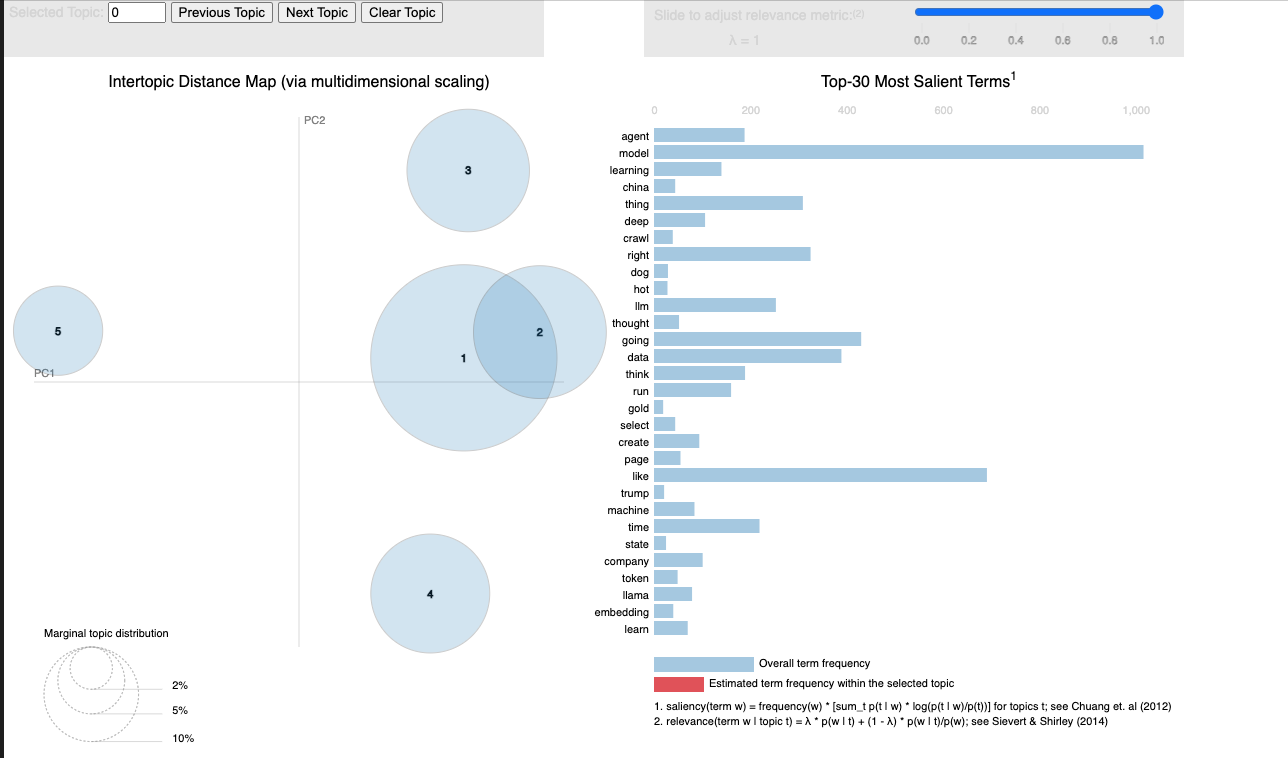 Selected Topic: 0 Previous Topic Next Topic Clear Topic
Slide to adjust relevance metric:(2)
λ = 1
0.0 0.2 0.4 0.6 0.8 1.0
Intertopic Distance Map (via multidimensional scaling)
PC2
PC1
3
5
2
1
4
Marginal topic distribution
2%
5%
10%
Top-30 Most Salient Terms1
0 200 400 600 800 1,000
agent
model
learning
china
thing
deep
crawl
right
dog
hot
llm
thought
going
data
think
run
gold
select
create
page
like
trump
machine
time
state
company
token
llama
embedding
learn
Overall term frequency
Estimated term frequency within the selected topic
1. saliency(term w) = frequency(w) * [sum_t p(t | w) * log(p(t | w)/p(t))] for topics t; see Chuang et. al (2012)
2. relevance(term w | topic t) = λ * p(w | t) + (1 - λ) * p(w | t)/p(w); see Sievert & Shirley (2014)